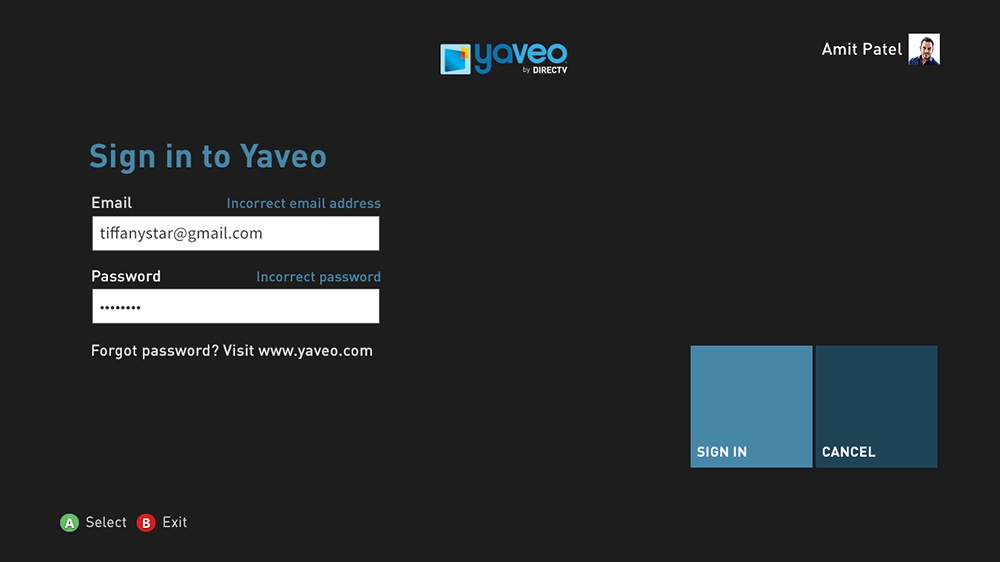 yaveo
by DIRECTV
Amit Patel
Sign in to Yaveo
Email Incorrect email address
tiffanystar@gmail.com
Password Incorrect password
••••••••
Forgot password? Visit www.yaveo.com
SIGN IN CANCEL
A Select B Exit